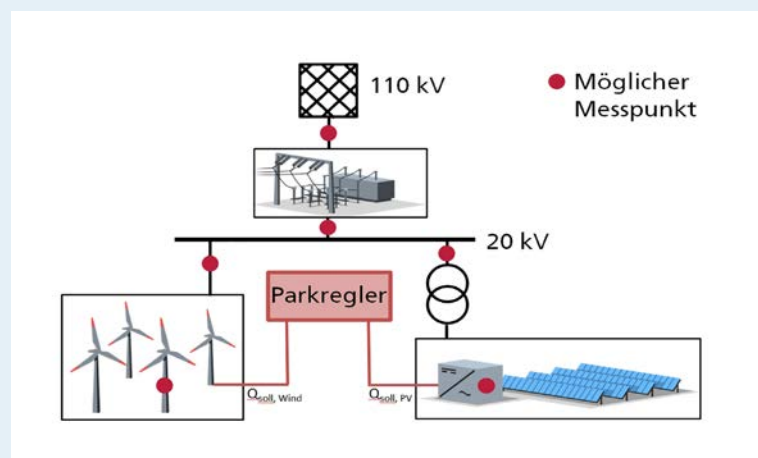 110 kV
Möglicher
Messpunkt
20 kV
Parkregler
Qsoll, Wind
Qsoll, PV